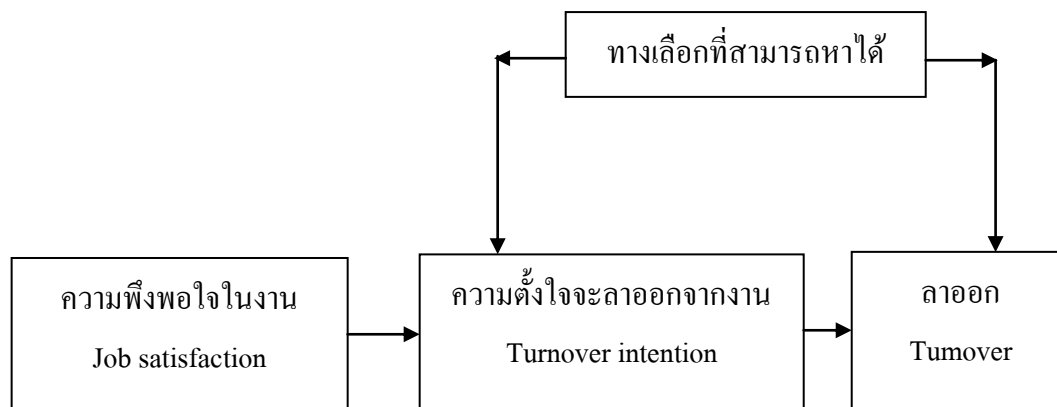 ทางเลือกที่สามารถหาได้
ความพึงพอใจในงาน
Job satisfaction
ความตั้งใจจะลาออกจากงาน
Turnover intention
ลาออก
Tumover